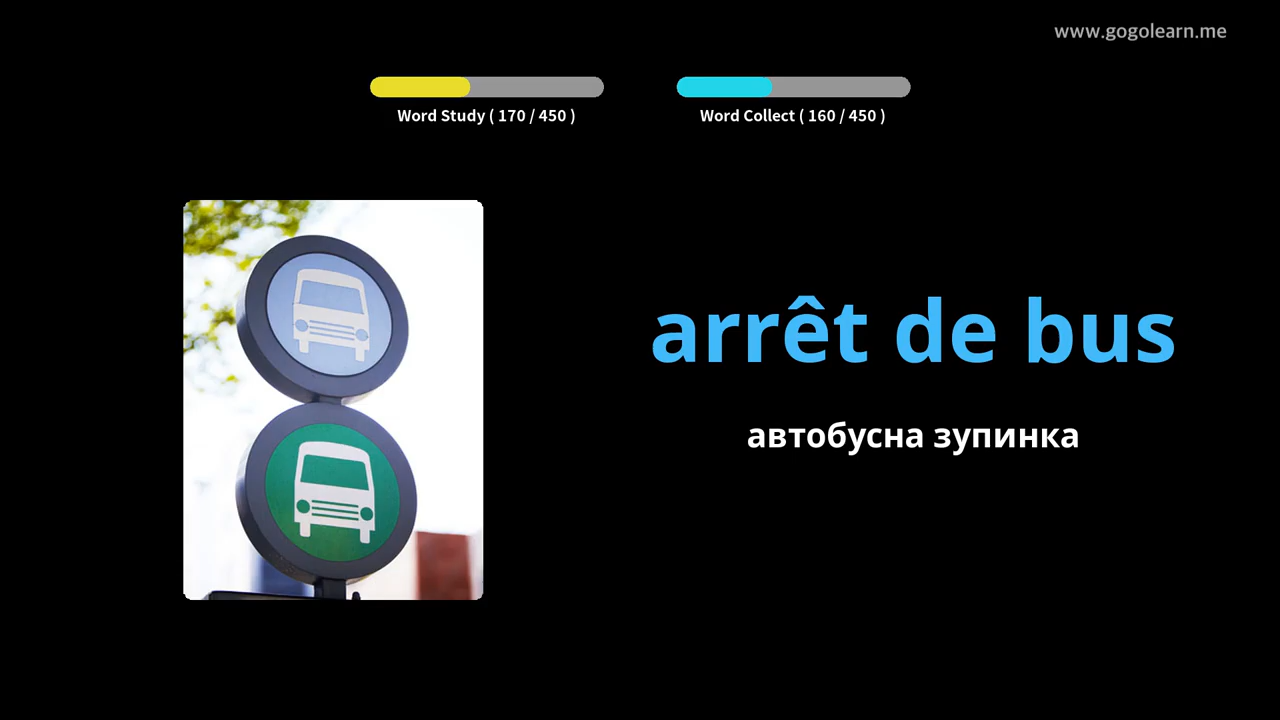 www.gogolearn.me
Word Study ( 170 / 450 )
Word Collect ( 160 / 450 )
arrêt de bus
автобусна зупинка